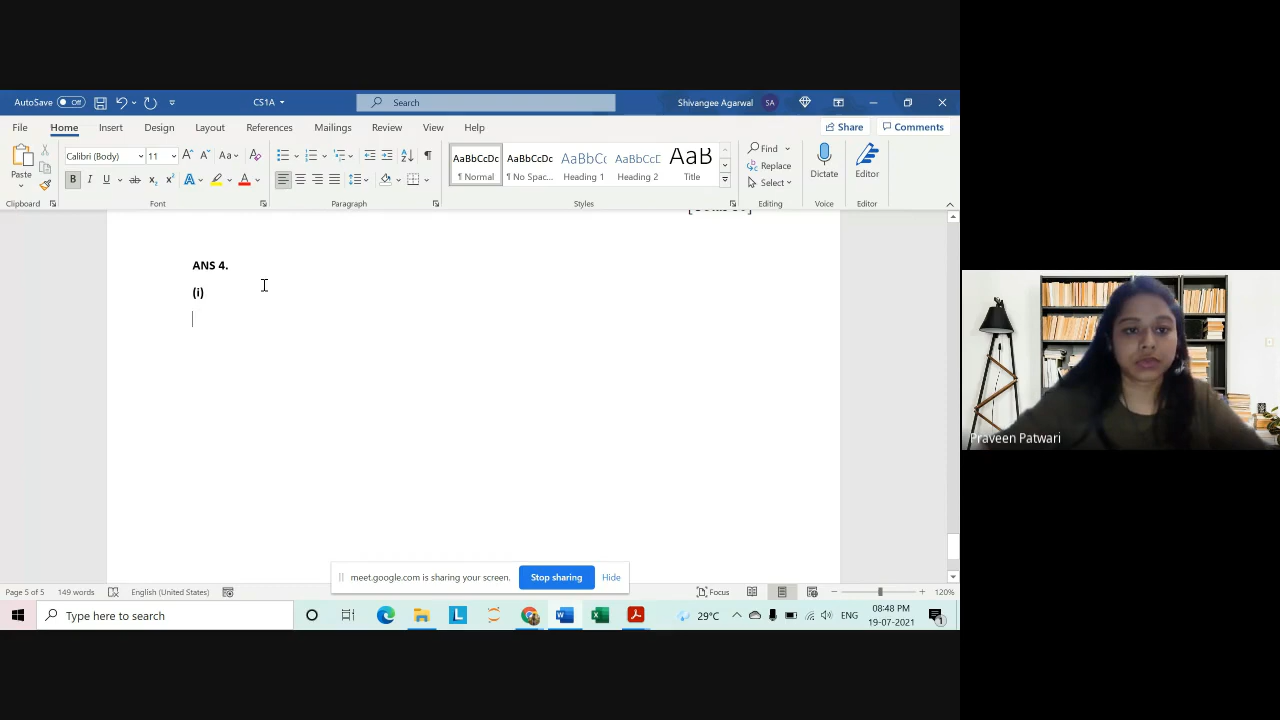 AutoSave Off CS1A Search Shivangee Agarwal SA
File Home Insert Design Layout References Mailings Review View Help Share Comments
Paste Calibri (Body) 11 Aa AaBbCcDc AaBbCcDc AaBbCc AaBbCcD AaB Find Replace Select Dictate Editor
¶ Normal ¶ No Spac... Heading 1 Heading 2 Title
Clipboard Font Paragraph Styles Editing Voice Editor
ANS 4.
(i)
meet.google.com is sharing your screen. Stop sharing Hide
Page 5 of 5 149 words English (United States) Focus 120%
Type here to search 29°C ENG 08:48 PM
19-07-2021
Praveen Patwari